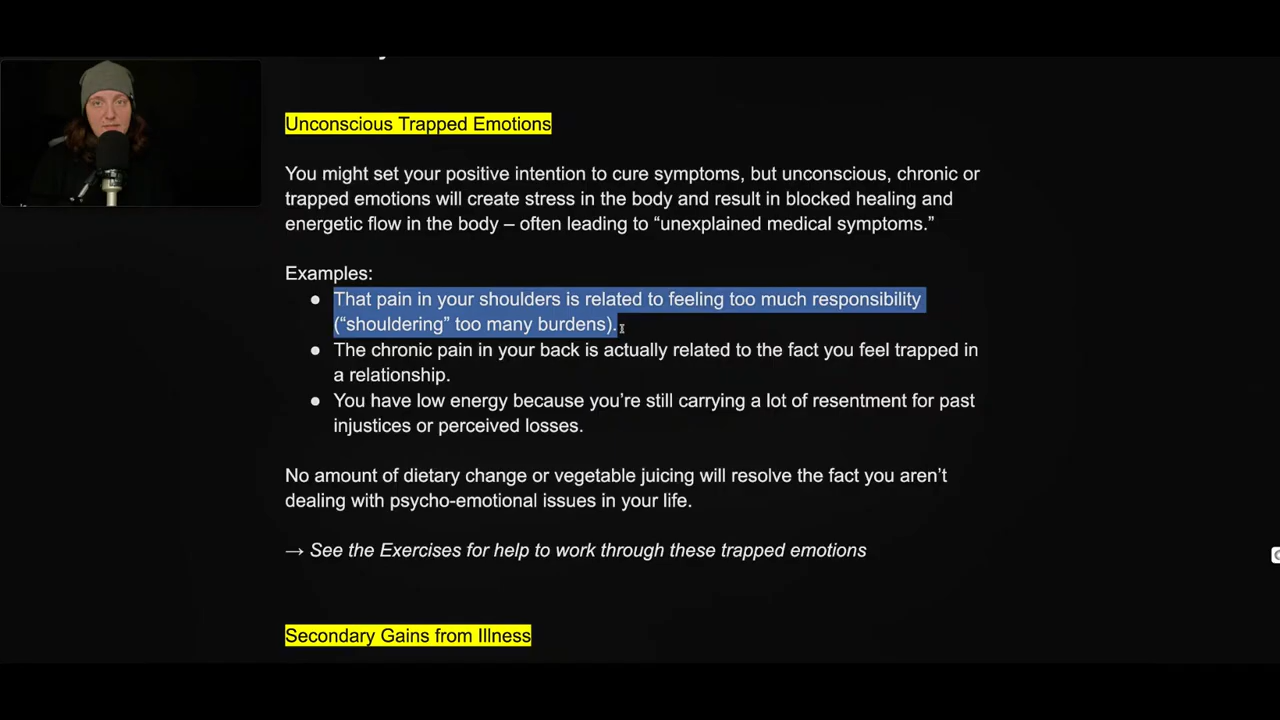 Unconscious Trapped Emotions
You might set your positive intention to cure symptoms, but unconscious, chronic or
trapped emotions will create stress in the body and result in blocked healing and
energetic flow in the body – often leading to “unexplained medical symptoms.”
Examples:
● That pain in your shoulders is related to feeling too much responsibility
(“shouldering” too many burdens).
● The chronic pain in your back is actually related to the fact you feel trapped in
a relationship.
● You have low energy because you’re still carrying a lot of resentment for past
injustices or perceived losses.
No amount of dietary change or vegetable juicing will resolve the fact you aren’t
dealing with psycho-emotional issues in your life.
→ See the Exercises for help to work through these trapped emotions
Secondary Gains from Illness